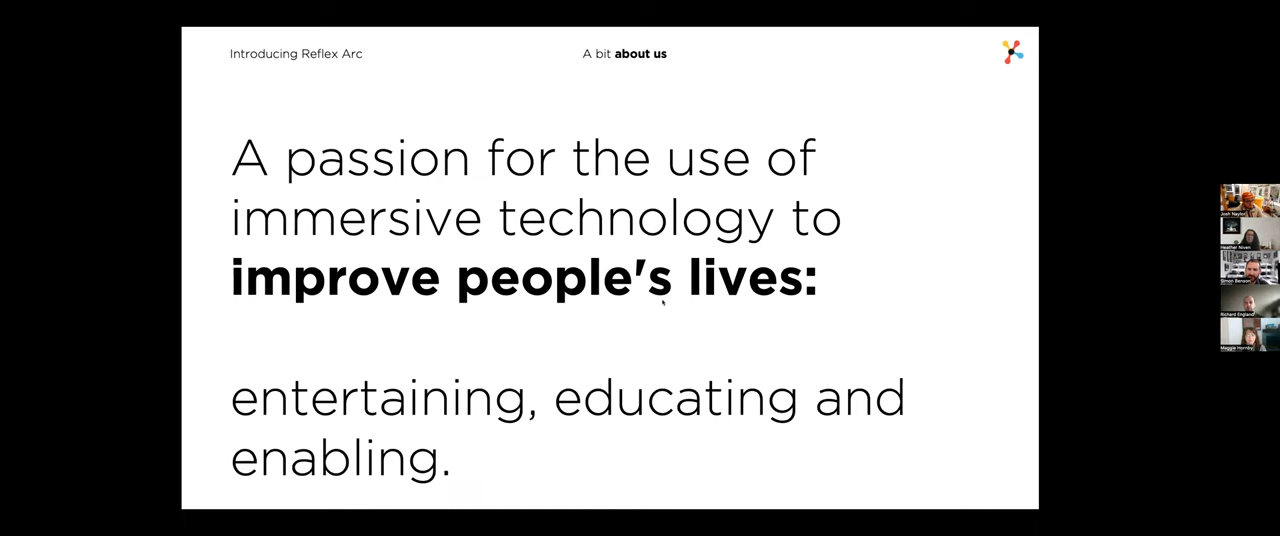 Introducing Reflex Arc
A bit about us
A passion for the use of
immersive technology to
improve people's lives:
entertaining, educating and
enabling.
Josh Naylor
Heather Niven
Simon Benson
Richard England
Maggie Hornby